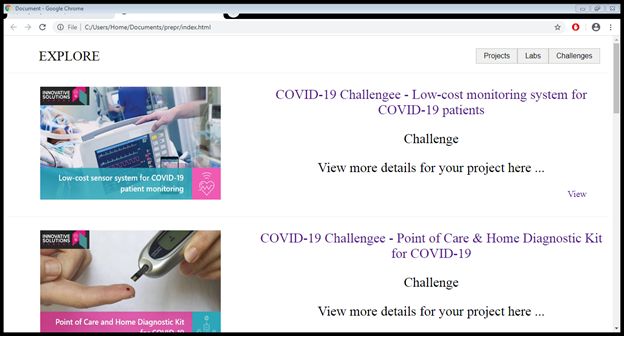 Document - Google Chrome
File | C:/Users/Home/Documents/prepr/index.html
EXPLORE
Projects Labs Challenges
INNOVATIVE
SOLUTIONS
Low-cost sensor system for COVID-19
patient monitoring
COVID-19 Challengee - Low-cost monitoring system for
COVID-19 patients
Challenge
View more details for your project here ...
View
INNOVATIVE
SOLUTIONS
Point of Care and Home Diagnostic Kit
for COVID-19
COVID-19 Challengee - Point of Care & Home Diagnostic Kit
for COVID-19
Challenge
View more details for your project here ...